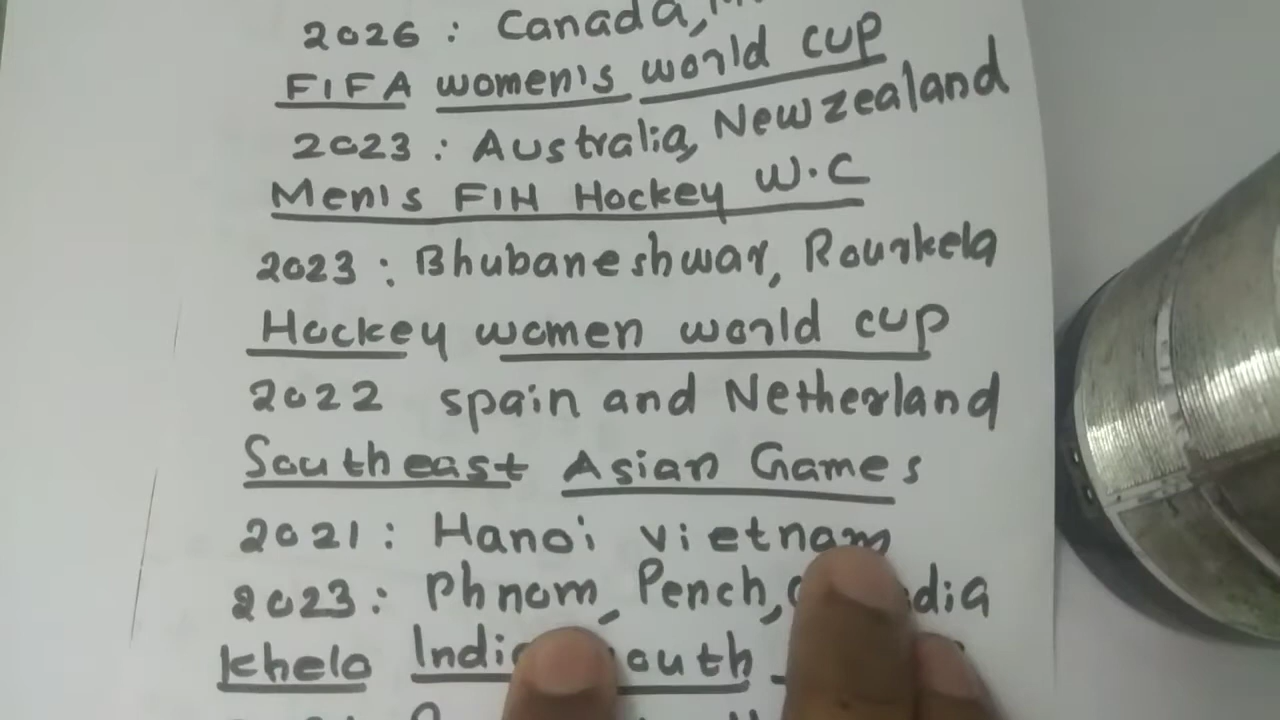 2026 : Canada,
FIFA women's world cup
2023 : Australia, Newzealand
Men's FIH Hockey W.C
2023 : Bhubaneshwar, Rourkela
Hockey women world cup
2022 spain and Netherland
Southeast Asian Games
2021 : Hanoi vietnam
2023 : Phnom, Pench,
Khelo